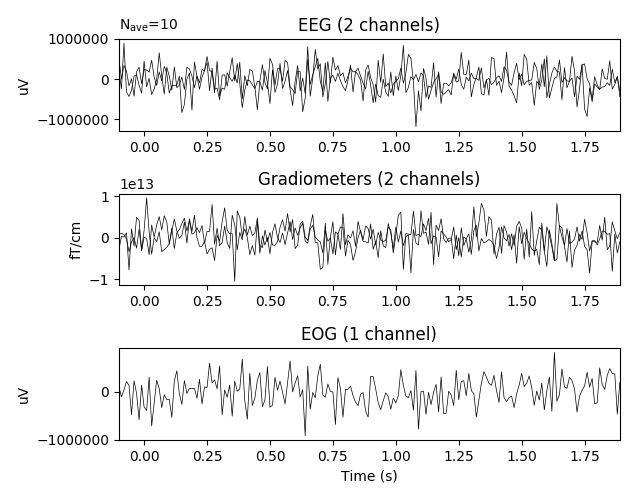 N_ave=10
EEG (2 channels)
1000000
0
−1000000
uV
0.00 0.25 0.50 0.75 1.00 1.25 1.50 1.75
1e13
Gradiometers (2 channels)
1
0
−1
fT/cm
0.00 0.25 0.50 0.75 1.00 1.25 1.50 1.75
EOG (1 channel)
0
−1000000
uV
0.00 0.25 0.50 0.75 1.00 1.25 1.50 1.75
Time (s)